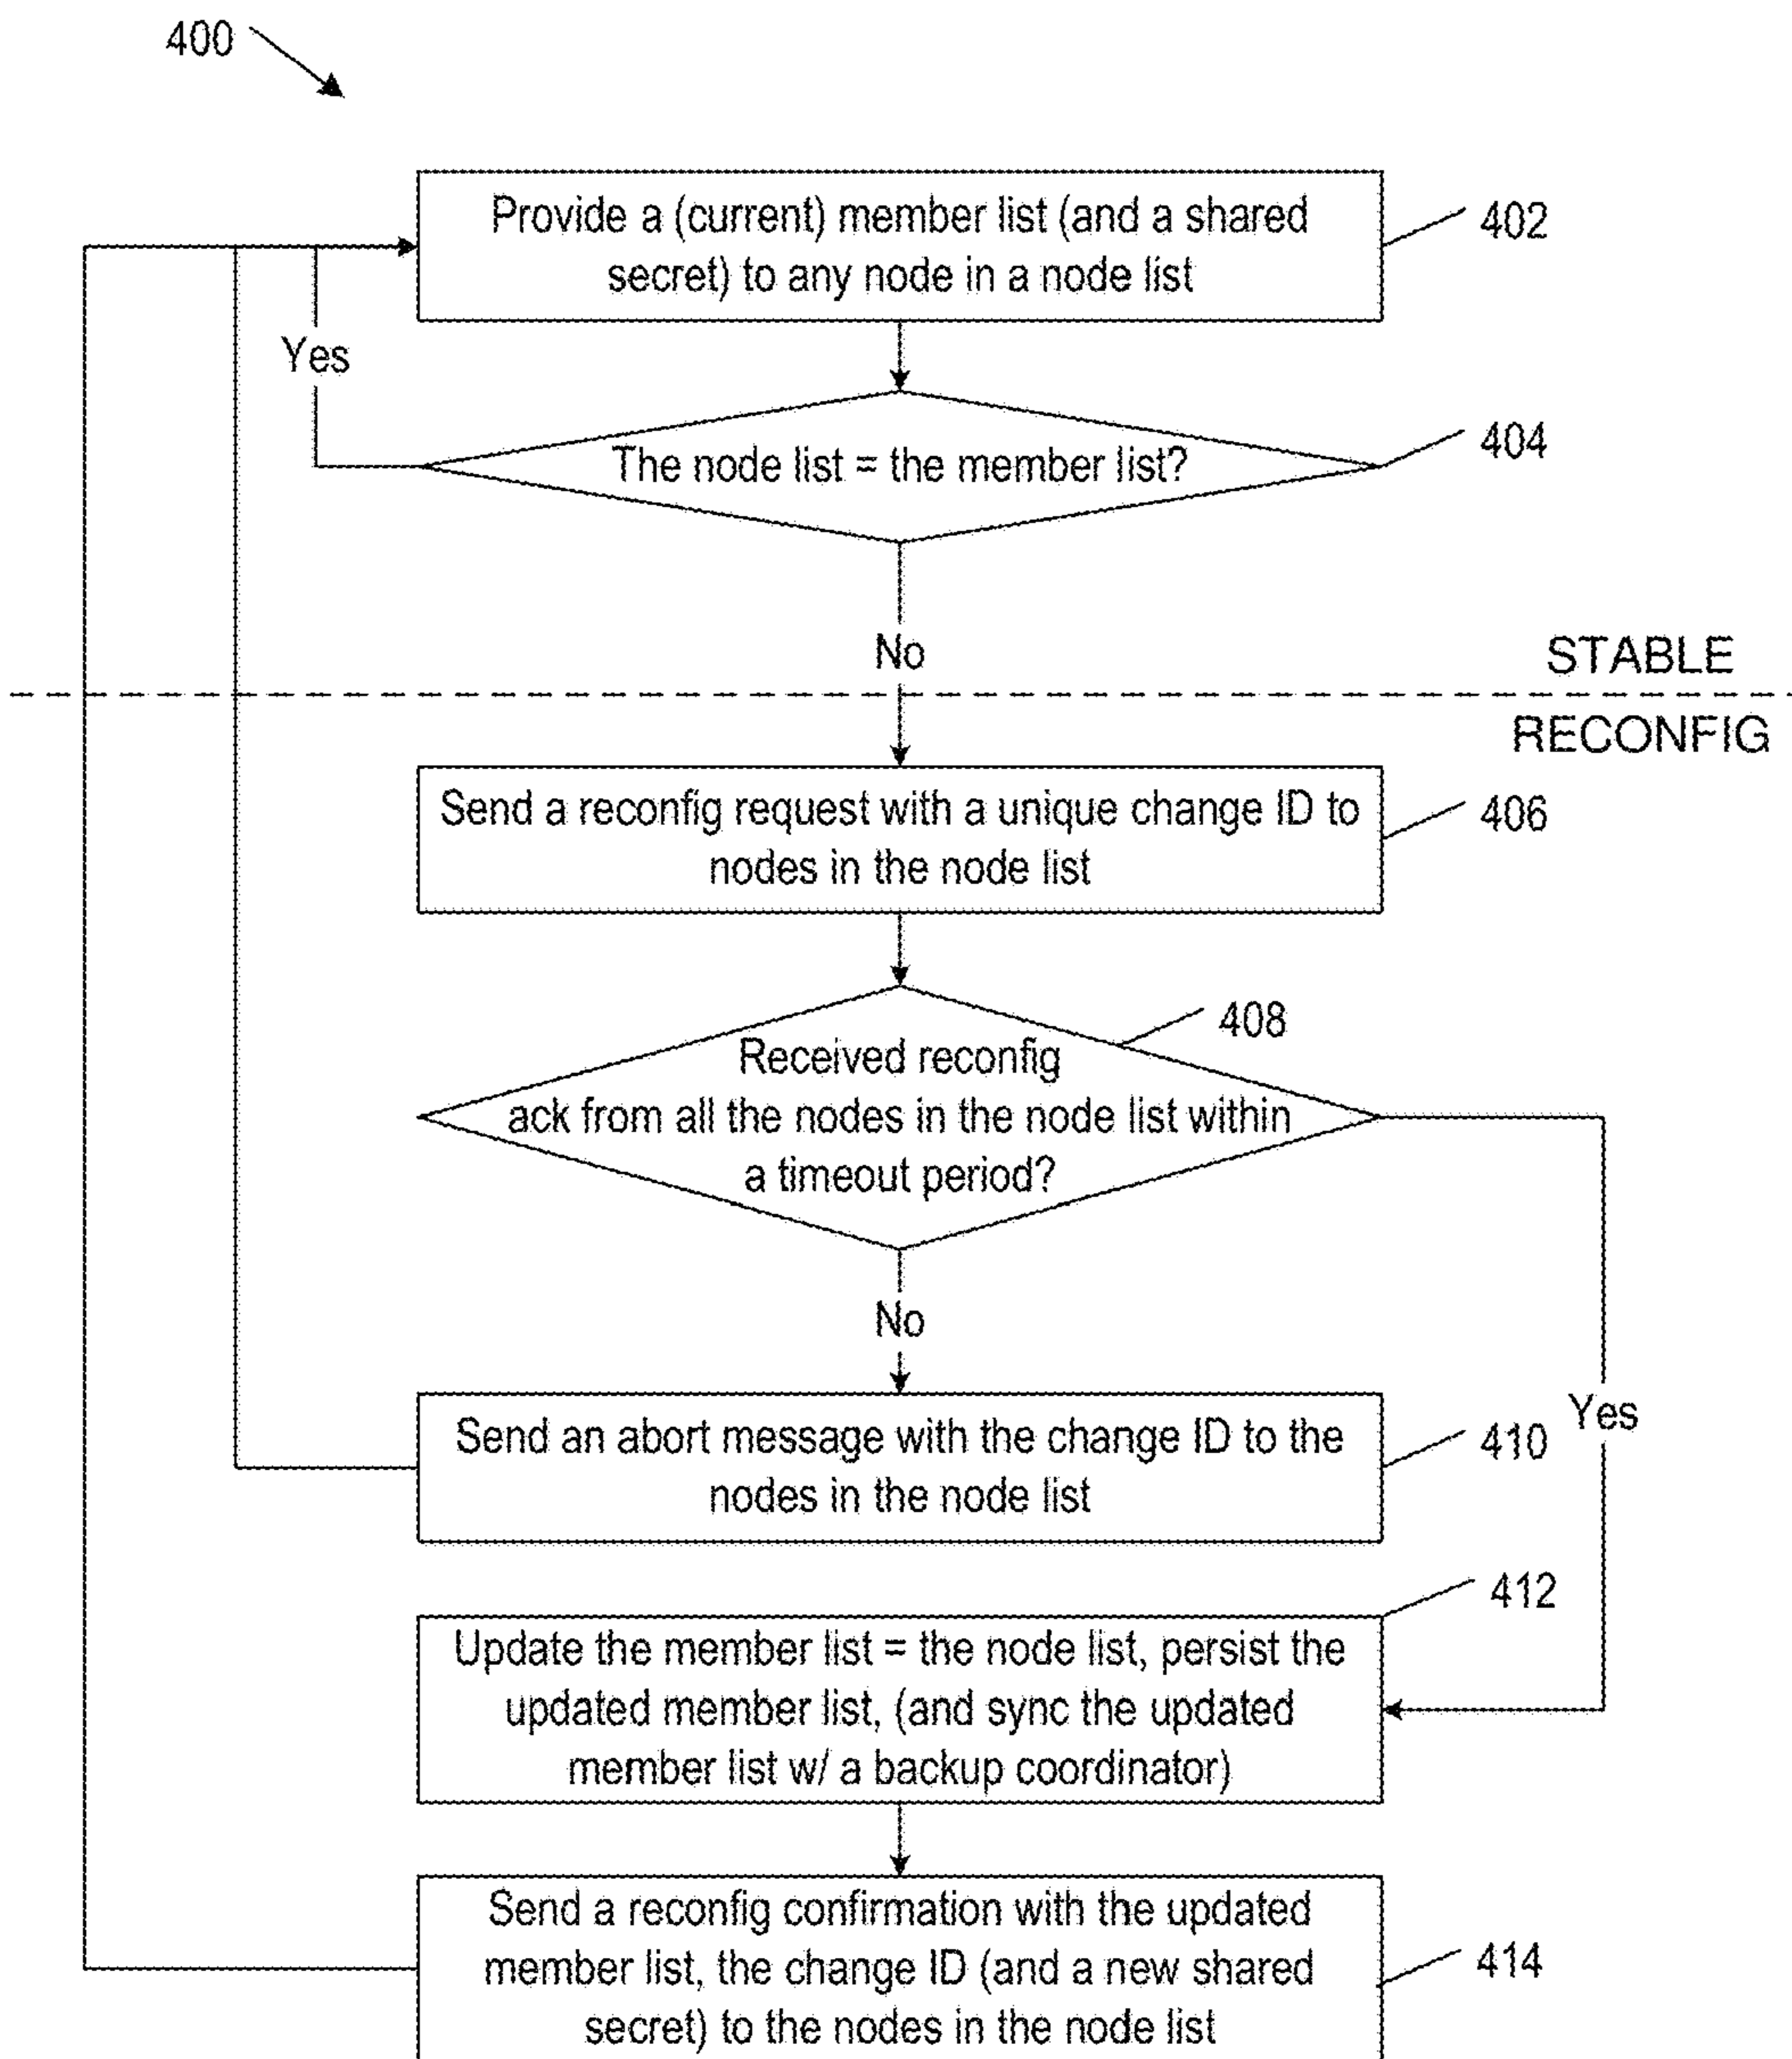 400
Provide a (current) member list (and a shared
secret) to any node in a node list
402
Yes
The node list = the member list?
404
No
STABLE
RECONFIG
Send a reconfig request with a unique change ID to
nodes in the node list
406
408
Received reconfig
ack from all the nodes in the node list within
a timeout period?
No
Yes
Send an abort message with the change ID to the
nodes in the node list
410
412
Update the member list = the node list, persist the
updated member list, (and sync the updated
member list w/ a backup coordinator)
Send a reconfig confirmation with the updated
member list, the change ID (and a new shared
secret) to the nodes in the node list
414